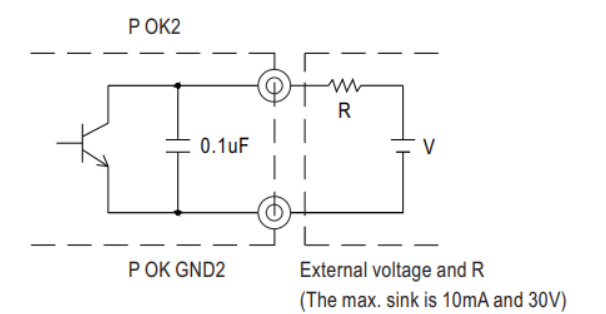 P OK2
R
0.1uF
V
P OK GND2
External voltage and R
(The max. sink is 10mA and 30V)